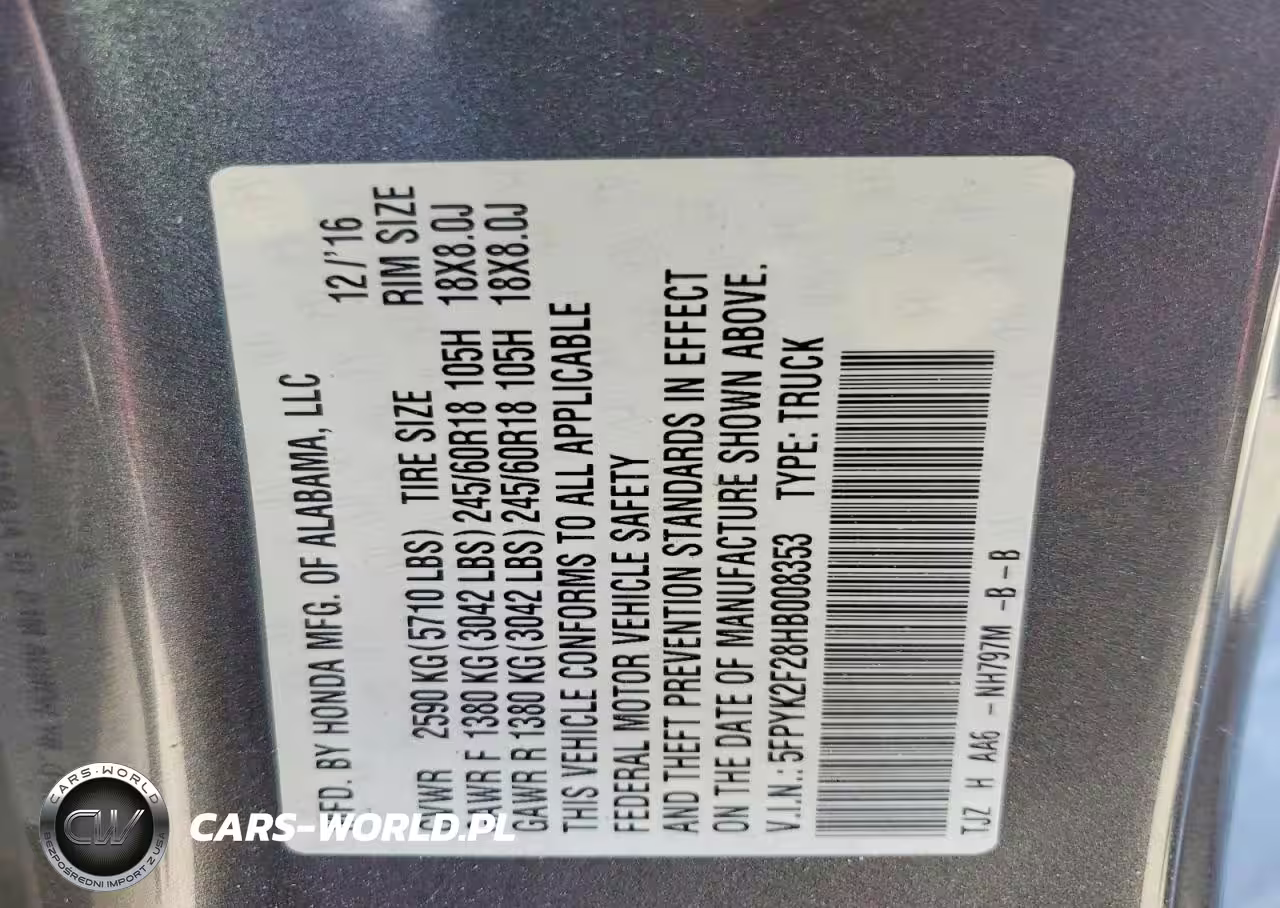 MFD. BY HONDA MFG. OF ALABAMA, LLC 12/'16
GVWR 2590 KG(5710 LBS) TIRE SIZE RIM SIZE
GAWR F 1380 KG(3042 LBS) 245/60R18 105H 18X8.0J
GAWR R 1380 KG(3042 LBS) 245/60R18 105H 18X8.0J
THIS VEHICLE CONFORMS TO ALL APPLICABLE
FEDERAL MOTOR VEHICLE SAFETY
AND THEFT PREVENTION STANDARDS IN EFFECT
ON THE DATE OF MANUFACTURE SHOWN ABOVE.
V.I.N.: 5FPYK2F28HB008353 TYPE: TRUCK
TJZ H AA6 -NH797M -B-B
CARS-WORLD
CW
BEZPOŚREDNI IMPORT Z USA
CARS-WORLD.PL